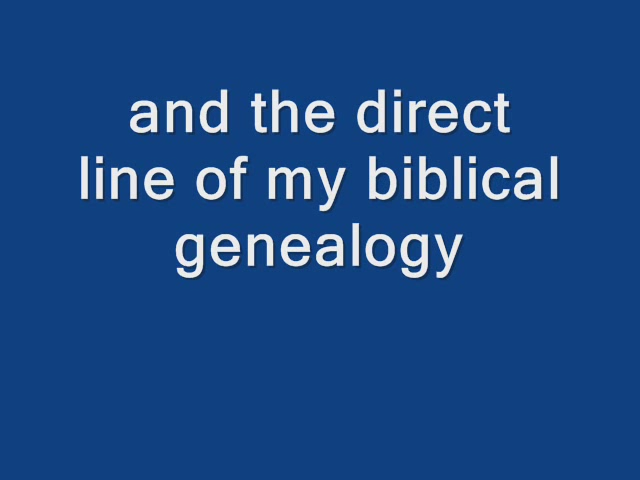 and the direct
line of my biblical
genealogy